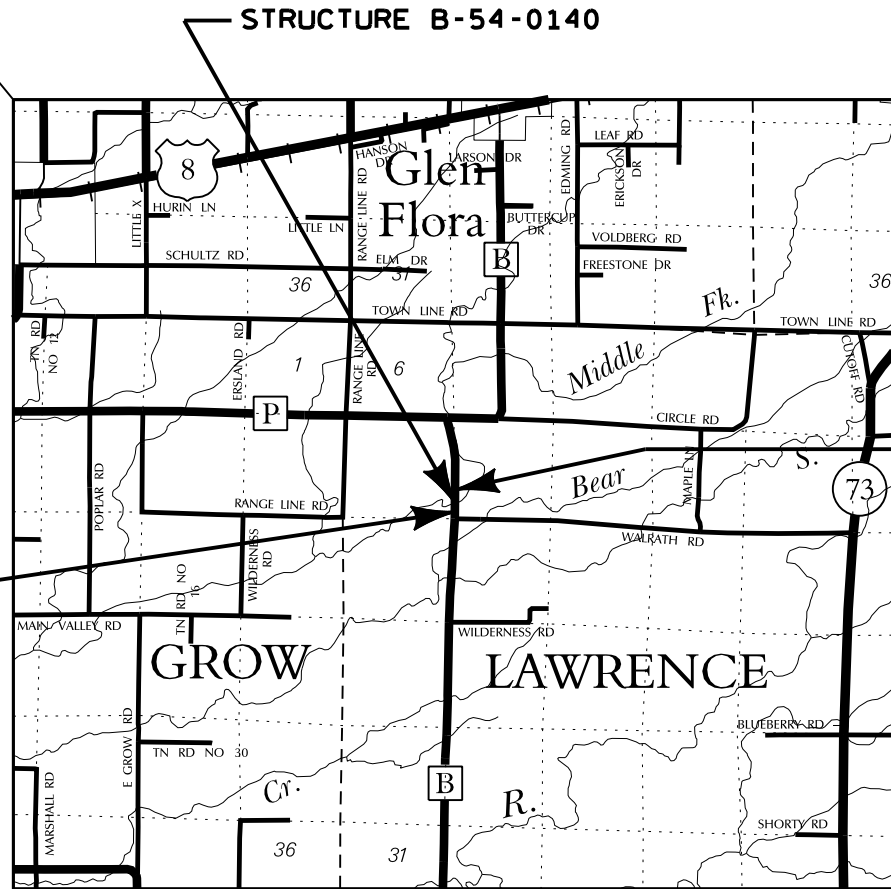 STRUCTURE B-54-0140
LEAF RD
HANSON DR
LARSON DR
EDMING RD
ERICKSON DR
8
Glen
Flora
RANGE LINE RD
LITTLE X
HURIN LN
LITTLE LN
BUTTERCUP DR
VOLDBERG RD
SCHULTZ RD
ELM DR
B
FREESTONE DR
36
31
36
TOWN LINE RD
Fk.
TOWN LINE RD
TN RD NO 12
ERSLAND RD
1
RANGE LINE RD
6
Middle
CUTOFF RD
P
CIRCLE RD
S.
MAPLE LN
Bear
73
POPLAR RD
RANGE LINE RD
WALRATH RD
WILDERNESS RD
TN RD NO 16
MAIN VALLEY RD
WILDERNESS RD
GROW
LAWRENCE
E GROW RD
BLUEBERRY RD
TN RD NO 30
MARSHALL RD
Cr.
B
R.
SHORTY RD
36
31